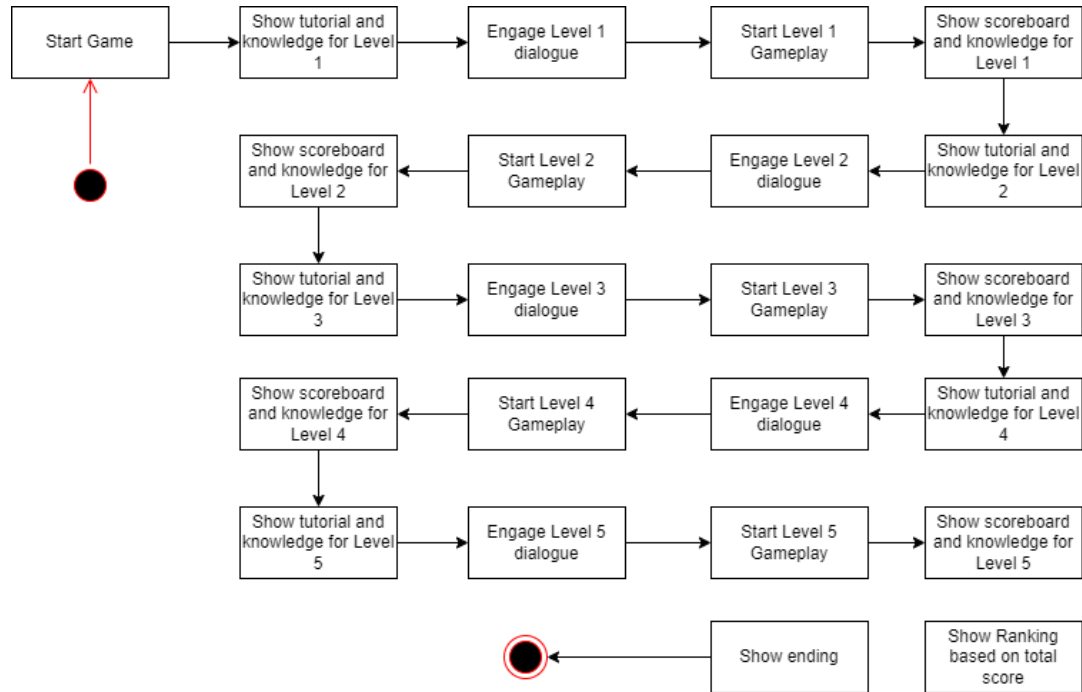 Start Game
Show tutorial and
knowledge for Level
1
Engage Level 1
dialogue
Start Level 1
Gameplay
Show scoreboard
and knowledge for
Level 1
Show tutorial and
knowledge for Level
2
Engage Level 2
dialogue
Start Level 2
Gameplay
Show scoreboard
and knowledge for
Level 2
Show tutorial and
knowledge for Level
3
Engage Level 3
dialogue
Start Level 3
Gameplay
Show scoreboard
and knowledge for
Level 3
Show tutorial and
knowledge for Level
4
Engage Level 4
dialogue
Start Level 4
Gameplay
Show scoreboard
and knowledge for
Level 4
Show tutorial and
knowledge for Level
5
Engage Level 5
dialogue
Start Level 5
Gameplay
Show scoreboard
and knowledge for
Level 5
Show Ranking
based on total
score
Show ending